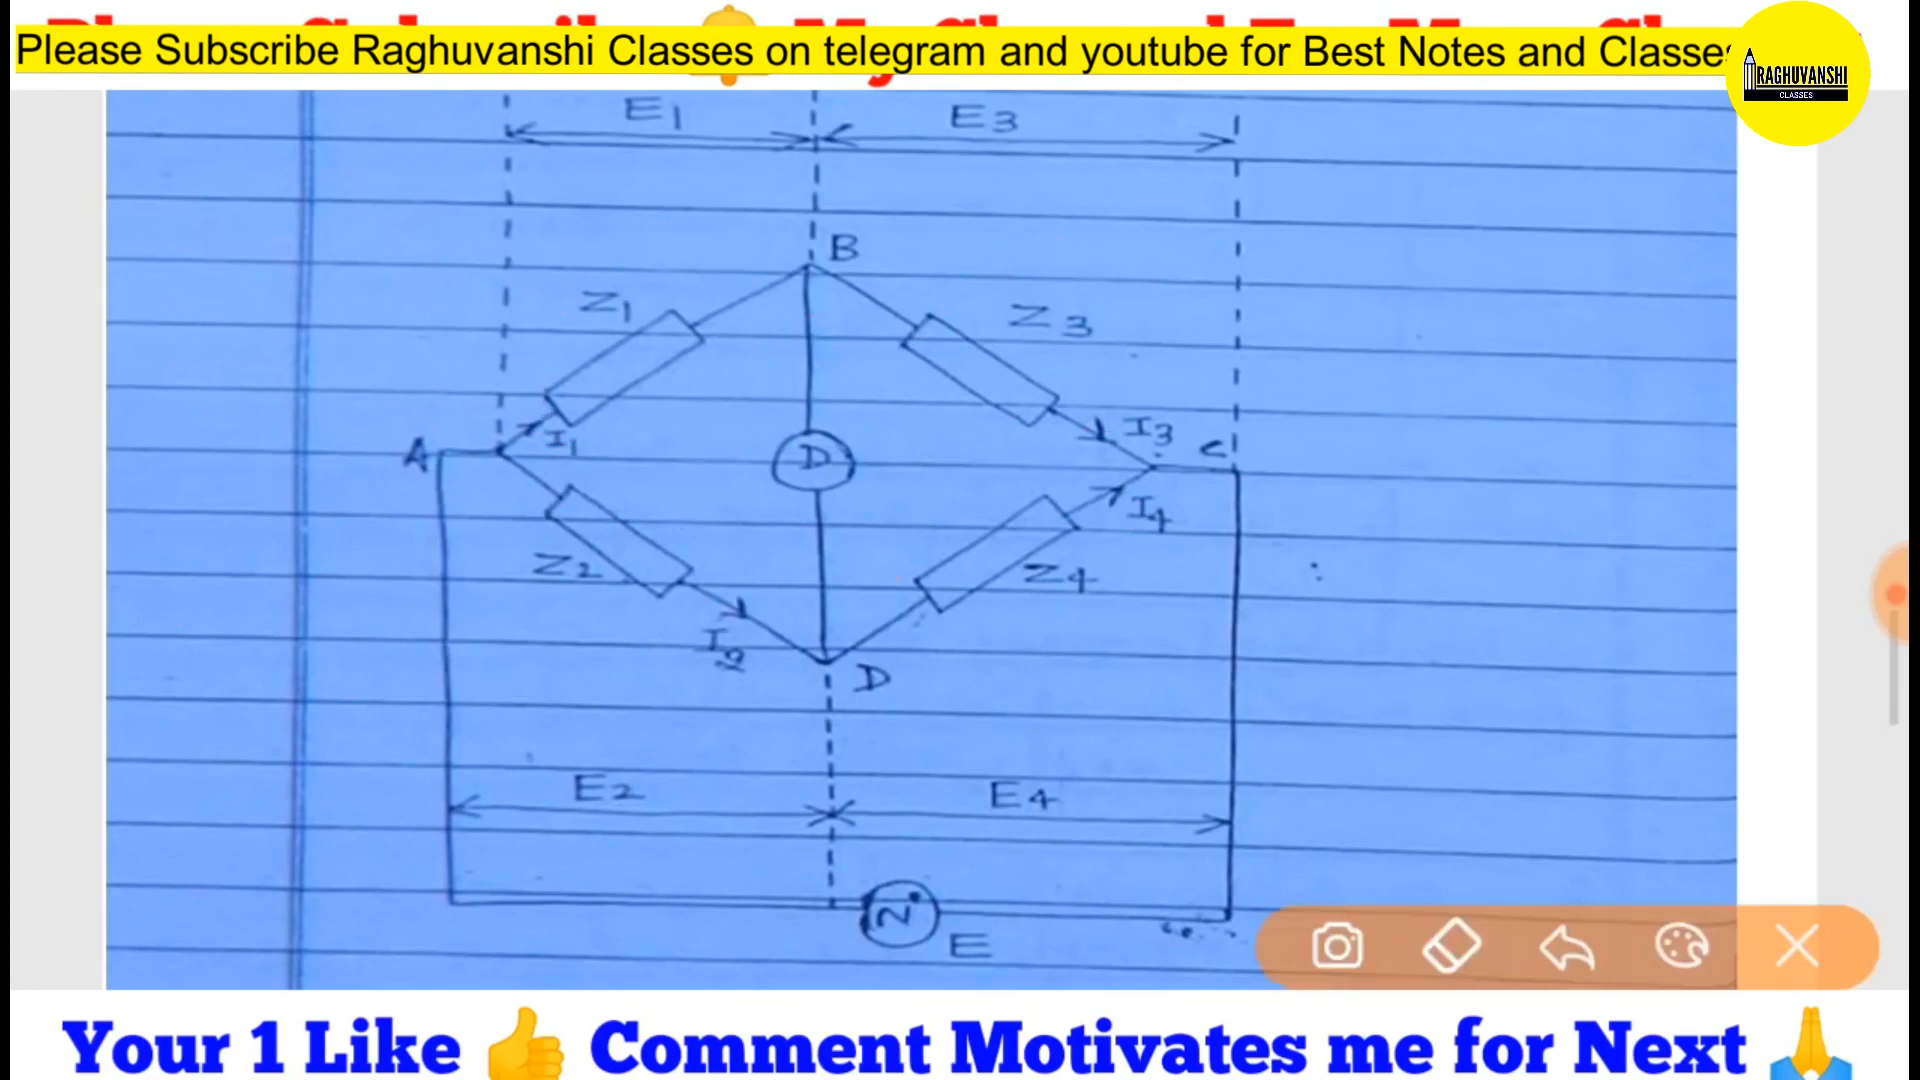 Please Subscribe Raghuvanshi Classes on telegram and youtube for Best Notes and Classes
RAGHUVANSHI
CLASSES
E1
E3
B
Z1
Z3
A
I1
D
I3
C
I4
Z2
Z4
I2
D
E2
E4
E
Your 1 Like 👍 Comment Motivates me for Next 🙏